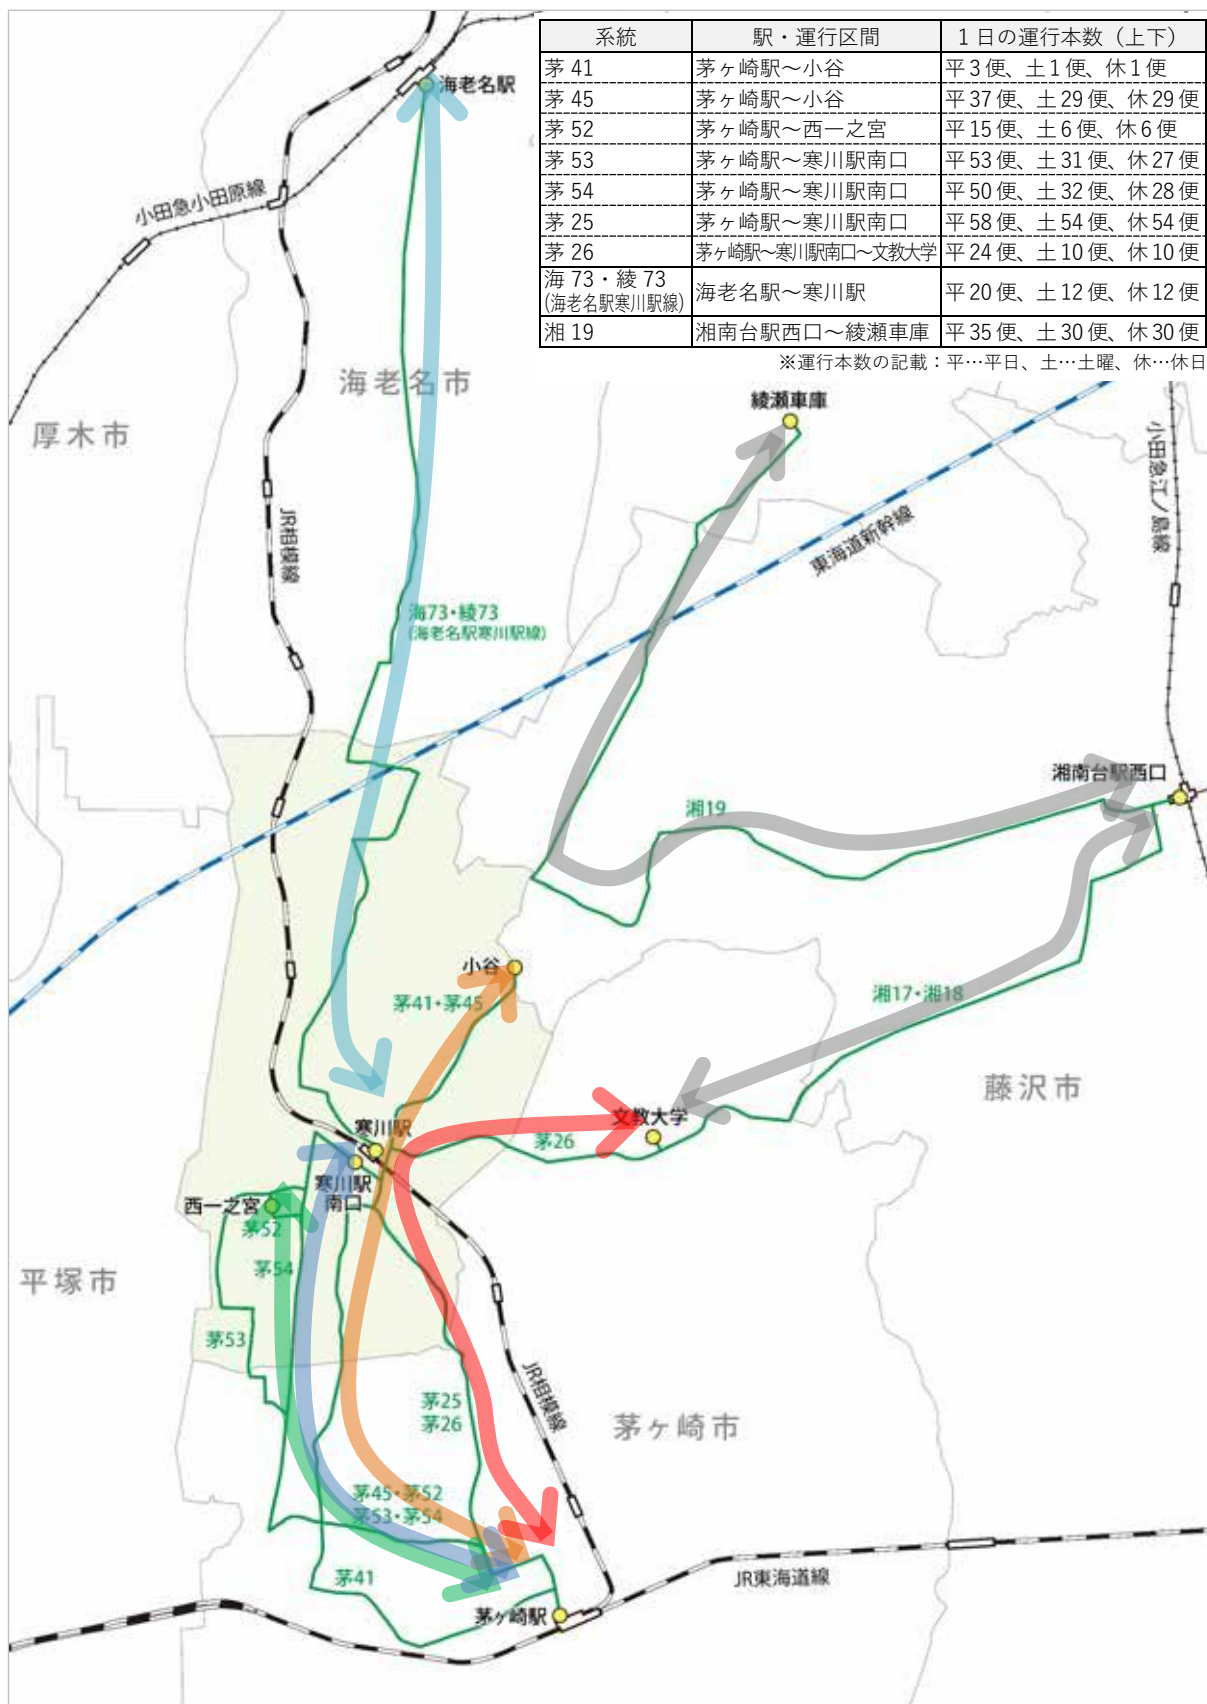 系統 駅・運行区間 1日の運行本数（上下）
茅 41 茅ヶ崎駅～小谷 平3便、土1便、休1便
茅 45 茅ヶ崎駅～小谷 平37便、土29便、休29便
茅 52 茅ヶ崎駅～西一之宮 平15便、土6便、休6便
茅 53 茅ヶ崎駅～寒川駅南口 平53便、土31便、休27便
茅 54 茅ヶ崎駅～寒川駅南口 平50便、土32便、休28便
茅 25 茅ヶ崎駅～寒川駅南口 平58便、土54便、休54便
茅 26 茅ヶ崎駅～寒川駅南口～文教大学 平24便、土10便、休10便
海 73・綾 73
(海老名駅寒川駅線) 海老名駅～寒川駅 平20便、土12便、休12便
湘 19 湘南台駅西口～綾瀬車庫 平35便、土30便、休30便
※運行本数の記載：平…平日、土…土曜、休…休日
海老名駅
小田急小田原線
海老名市
厚木市
綾瀬車庫
小田急江ノ島線
JR相模線
東海道新幹線
海73・綾73
(海老名駅寒川駅線)
湘南台駅西口
湘19
小谷
茅41・茅45
湘17・湘18
藤沢市
文教大学
寒川駅
茅26
寒川駅
南口
西一之宮
茅52
茅54
平塚市
茅53
JR相模線
茅25
茅26
茅ヶ崎市
茅45・茅52
茅53・茅54
茅41
JR東海道線
茅ヶ崎駅